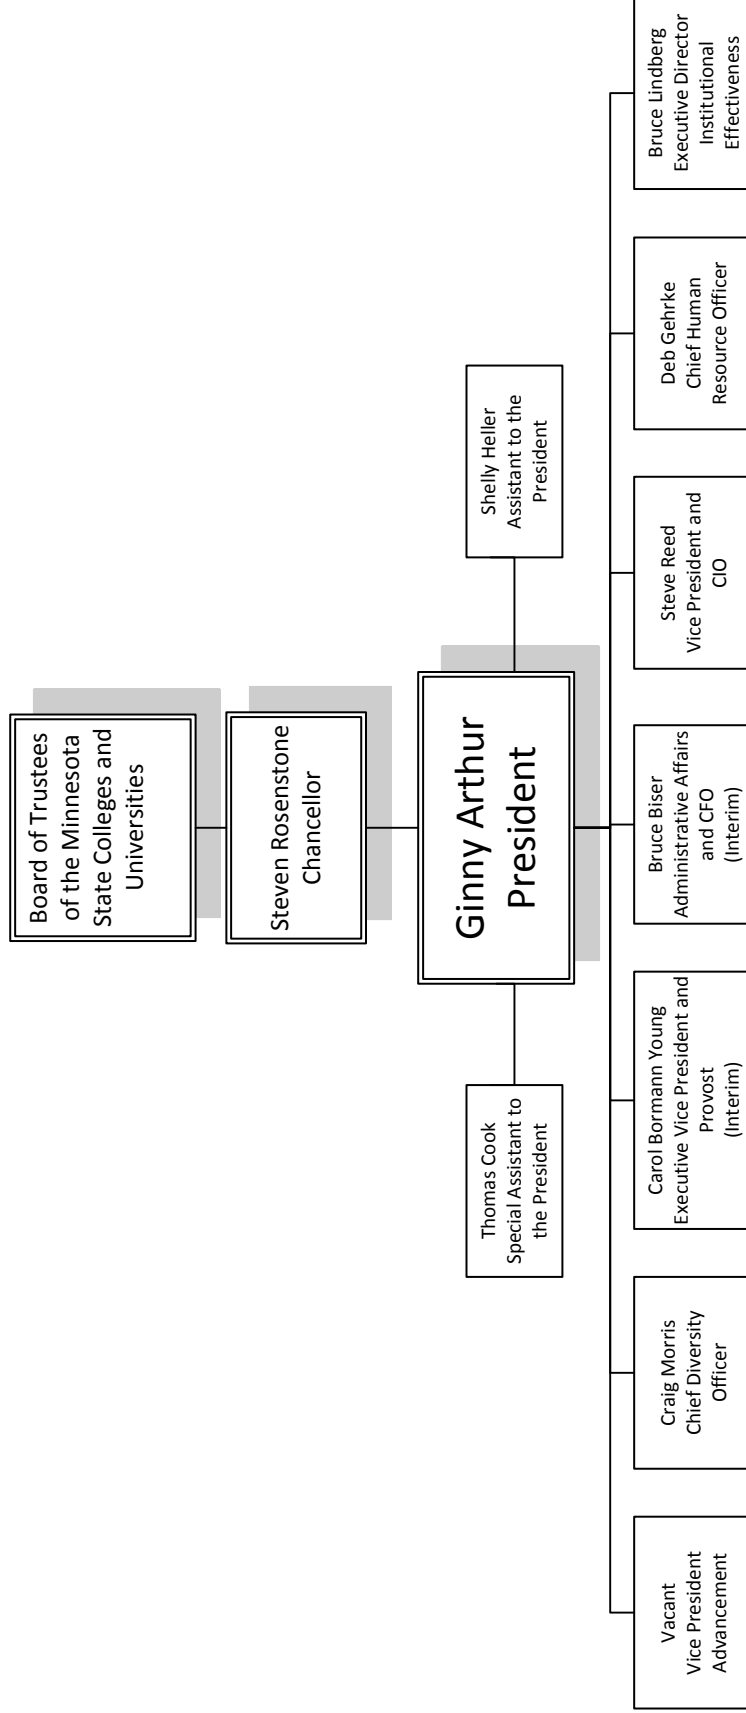 Board of Trustees
of the Minnesota
State Colleges and
Universities
Steven Rosenstone
Chancellor
Ginny Arthur
President
Thomas Cook
Special Assistant to
the President
Shelly Heller
Assistant to the
President
Vacant
Vice President
Advancement
Craig Morris
Chief Diversity
Officer
Carol Bormann Young
Executive Vice President and
Provost
(Interim)
Bruce Biser
Administrative Affairs
and CFO
(Interim)
Steve Reed
Vice President and
CIO
Deb Gehrke
Chief Human
Resource Officer
Bruce Lindberg
Executive Director
Institutional
Effectiveness